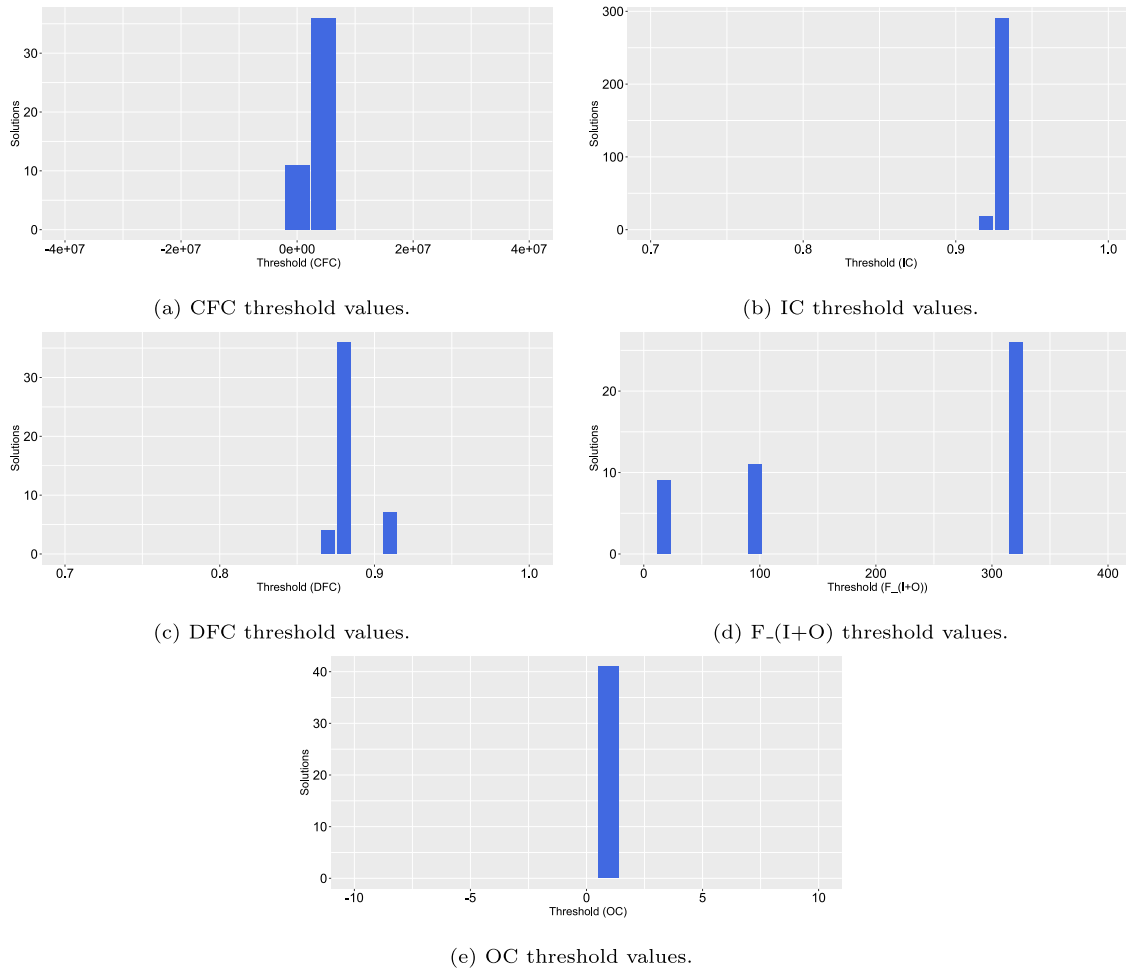 30
20
10
0
Solutions
-4e+07 -2e+07 0e+00 2e+07 4e+07
Threshold (CFC)
(a) CFC threshold values.
300
200
100
0
Solutions
0.7 0.8 0.9 1.0
Threshold (IC)
(b) IC threshold values.
30
20
10
0
Solutions
0.7 0.8 0.9 1.0
Threshold (DFC)
(c) DFC threshold values.
20
10
0
Solutions
0 100 200 300 400
Threshold (F_(I+O))
(d) F_(I+O) threshold values.
40
30
20
10
0
Solutions
-10 -5 0 5 10
Threshold (OC)
(e) OC threshold values.